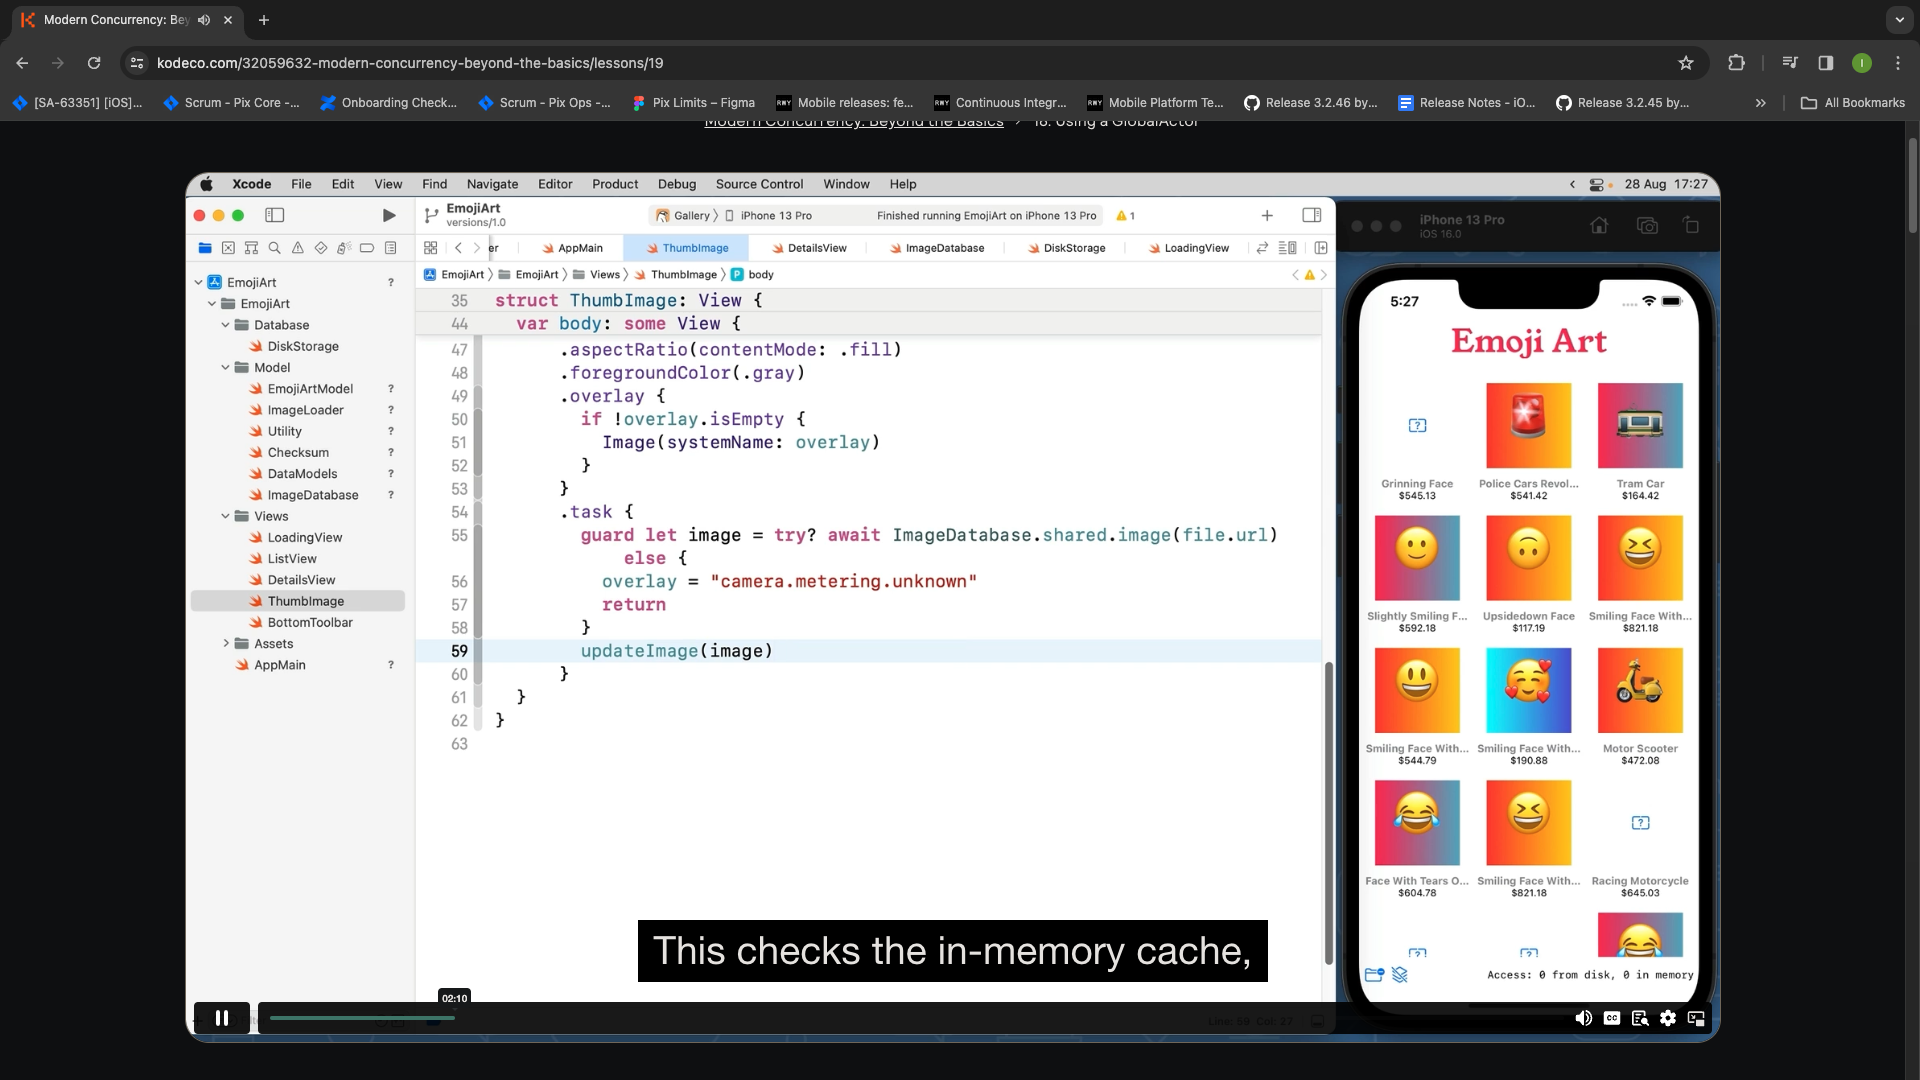 Modern Concurrency: Bey
kodeco.com/32059632-modern-concurrency-beyond-the-basics/lessons/19
[SA-63351] [iOS]...
Scrum - Pix Core -...
Onboarding Check...
Scrum - Pix Ops -...
Pix Limits – Figma
Mobile releases: fe...
Continuous Integr...
Mobile Platform Te...
Release 3.2.46 by...
Release Notes - iO...
Release 3.2.45 by...
All Bookmarks
Modern Concurrency: Beyond the Basics
18. Using a GlobalActor
Xcode File Edit View Find Navigate Editor Product Debug Source Control Window Help
28 Aug 17:27
EmojiArt
versions/1.0
Gallery
iPhone 13 Pro
Finished running EmojiArt on iPhone 13 Pro
1
er
AppMain
ThumbImage
DetailsView
ImageDatabase
DiskStorage
LoadingView
EmojiArt
EmojiArt
Views
ThumbImage
body
EmojiArt ?
EmojiArt
Database
DiskStorage
Model
EmojiArtModel ?
ImageLoader ?
Utility ?
Checksum ?
DataModels ?
ImageDatabase ?
Views
LoadingView
ListView
DetailsView
ThumbImage
BottomToolbar
Assets
AppMain ?
35 struct ThumbImage: View {
44 var body: some View {
47 .aspectRatio(contentMode: .fill)
48 .foregroundColor(.gray)
49 .overlay {
50 if !overlay.isEmpty {
51 Image(systemName: overlay)
52 }
53 }
54 .task {
55 guard let image = try? await ImageDatabase.shared.image(file.url)
else {
56 overlay = "camera.metering.unknown"
57 return
58 }
59 updateImage(image)
60 }
61 }
62 }
63
This checks the in-memory cache,
02:10
Line: 59 Col: 27
iPhone 13 Pro
iOS 16.0
5:27
Emoji Art
Grinning Face
$545.13
Police Cars Revol...
$541.42
Tram Car
$164.42
Slightly Smiling F...
$592.18
Upsidedown Face
$117.19
Smiling Face With...
$821.18
Smiling Face With...
$544.79
Smiling Face With...
$190.88
Motor Scooter
$472.08
Face With Tears O...
$604.78
Smiling Face With...
$821.18
Racing Motorcycle
$645.03
Access: 0 from disk, 0 in memory
CC